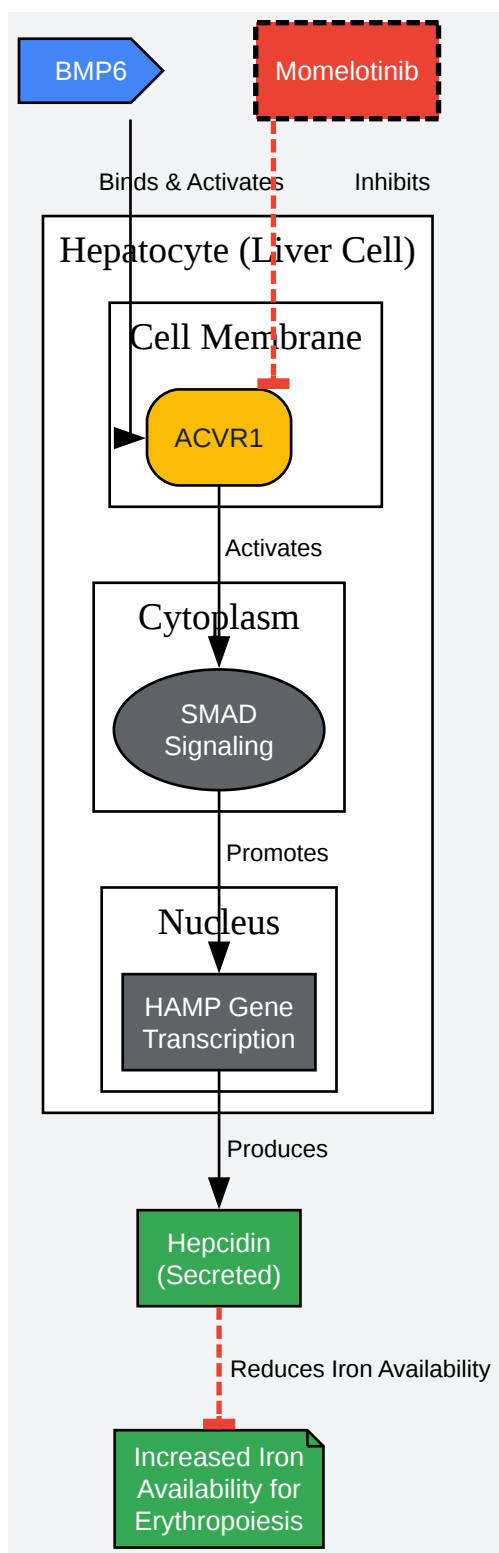 BMP6
Momelotinib
Binds & Activates
Inhibits
Hepatocyte (Liver Cell)
Cell Membrane
ACVR1
Activates
Cytoplasm
SMAD
Signaling
Promotes
Nucleus
HAMP Gene
Transcription
Produces
Hepcidin
(Secreted)
Reduces Iron Availability
Increased Iron
Availability for
Erythropoiesis